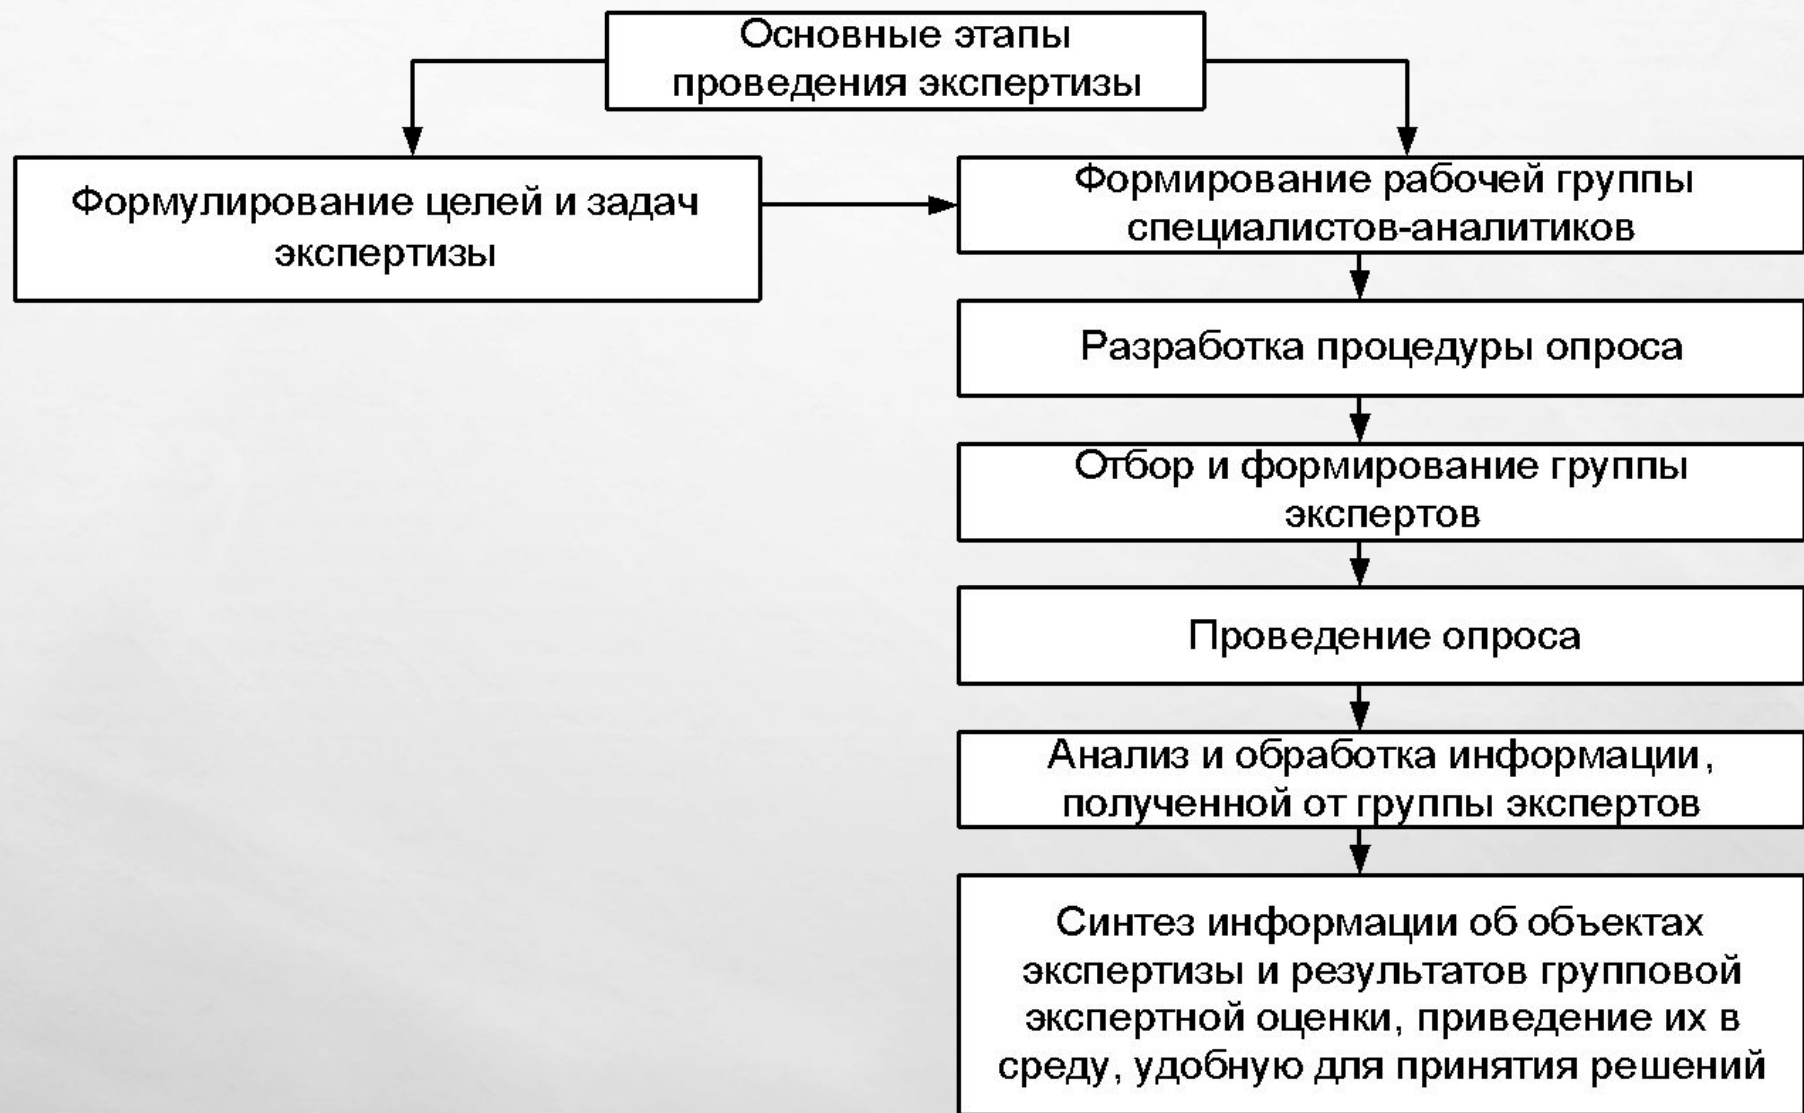 Основные этапы
проведения экспертизы
Формулирование целей и задач
экспертизы
Формирование рабочей группы
специалистов-аналитиков
Разработка процедуры опроса
Отбор и формирование группы
экспертов
Проведение опроса
Анализ и обработка информации,
полученной от группы экспертов
Синтез информации об объектах
экспертизы и результатов групповой
экспертной оценки, приведение их в
среду, удобную для принятия решений